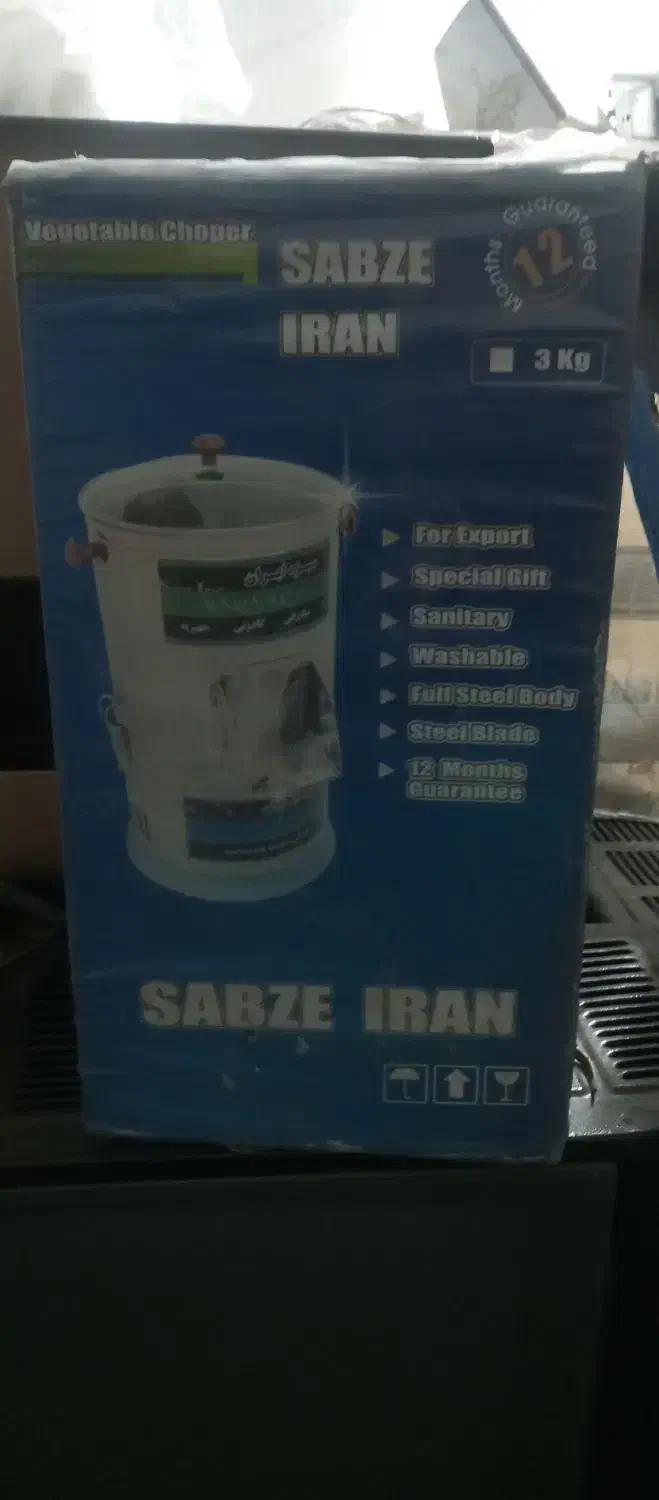 Vegetable Choper
SABZE
IRAN
12 Months Guaranteed
3 Kg
For Export
Special Gift
Sanitary
Washable
Full Steel Body
Steel Blade
12 Months
Guarantee
SABZE IRAN